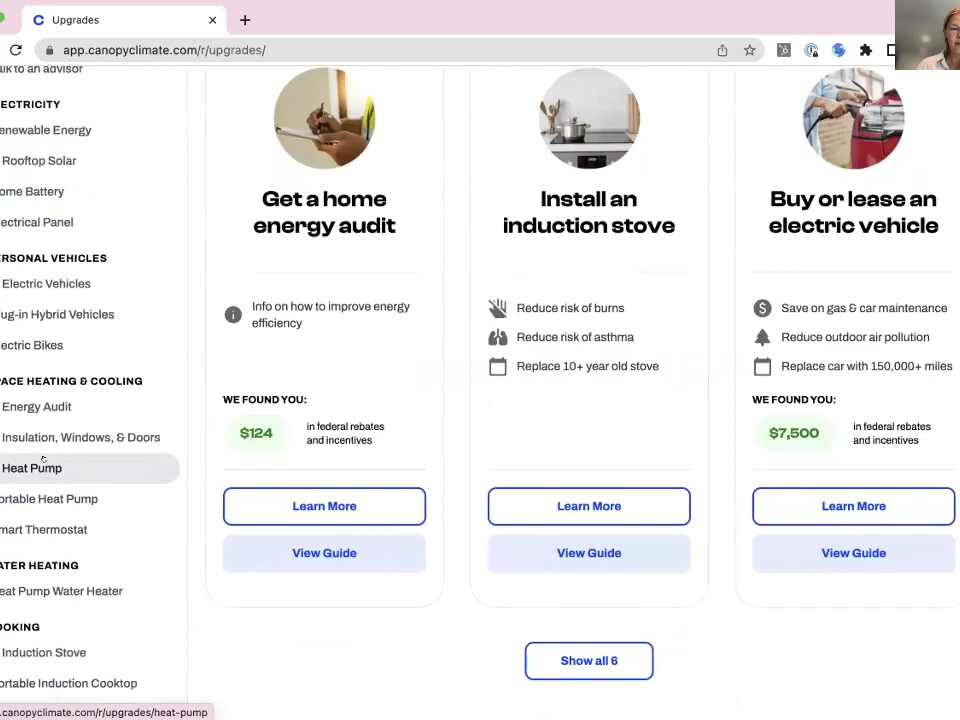 Upgrades
app.canopyclimate.com/r/upgrades/
alk to an advisor
ECTRICITY
enewable Energy
Rooftop Solar
ome Battery
ectrical Panel
ERSONAL VEHICLES
Electric Vehicles
ug-in Hybrid Vehicles
ectric Bikes
PACE HEATING & COOLING
Energy Audit
Insulation, Windows, & Doors
Heat Pump
ortable Heat Pump
mart Thermostat
ATER HEATING
eat Pump Water Heater
OOKING
Induction Stove
ortable Induction Cooktop
.canopyclimate.com/r/upgrades/heat-pump
Get a home
energy audit
Info on how to improve energy
efficiency
WE FOUND YOU:
$124
in federal rebates
and incentives
Learn More
View Guide
Install an
induction stove
Reduce risk of burns
Reduce risk of asthma
Replace 10+ year old stove
Learn More
View Guide
Buy or lease an
electric vehicle
Save on gas & car maintenance
Reduce outdoor air pollution
Replace car with 150,000+ miles
WE FOUND YOU:
$7,500
in federal rebates
and incentives
Learn More
View Guide
Show all 6